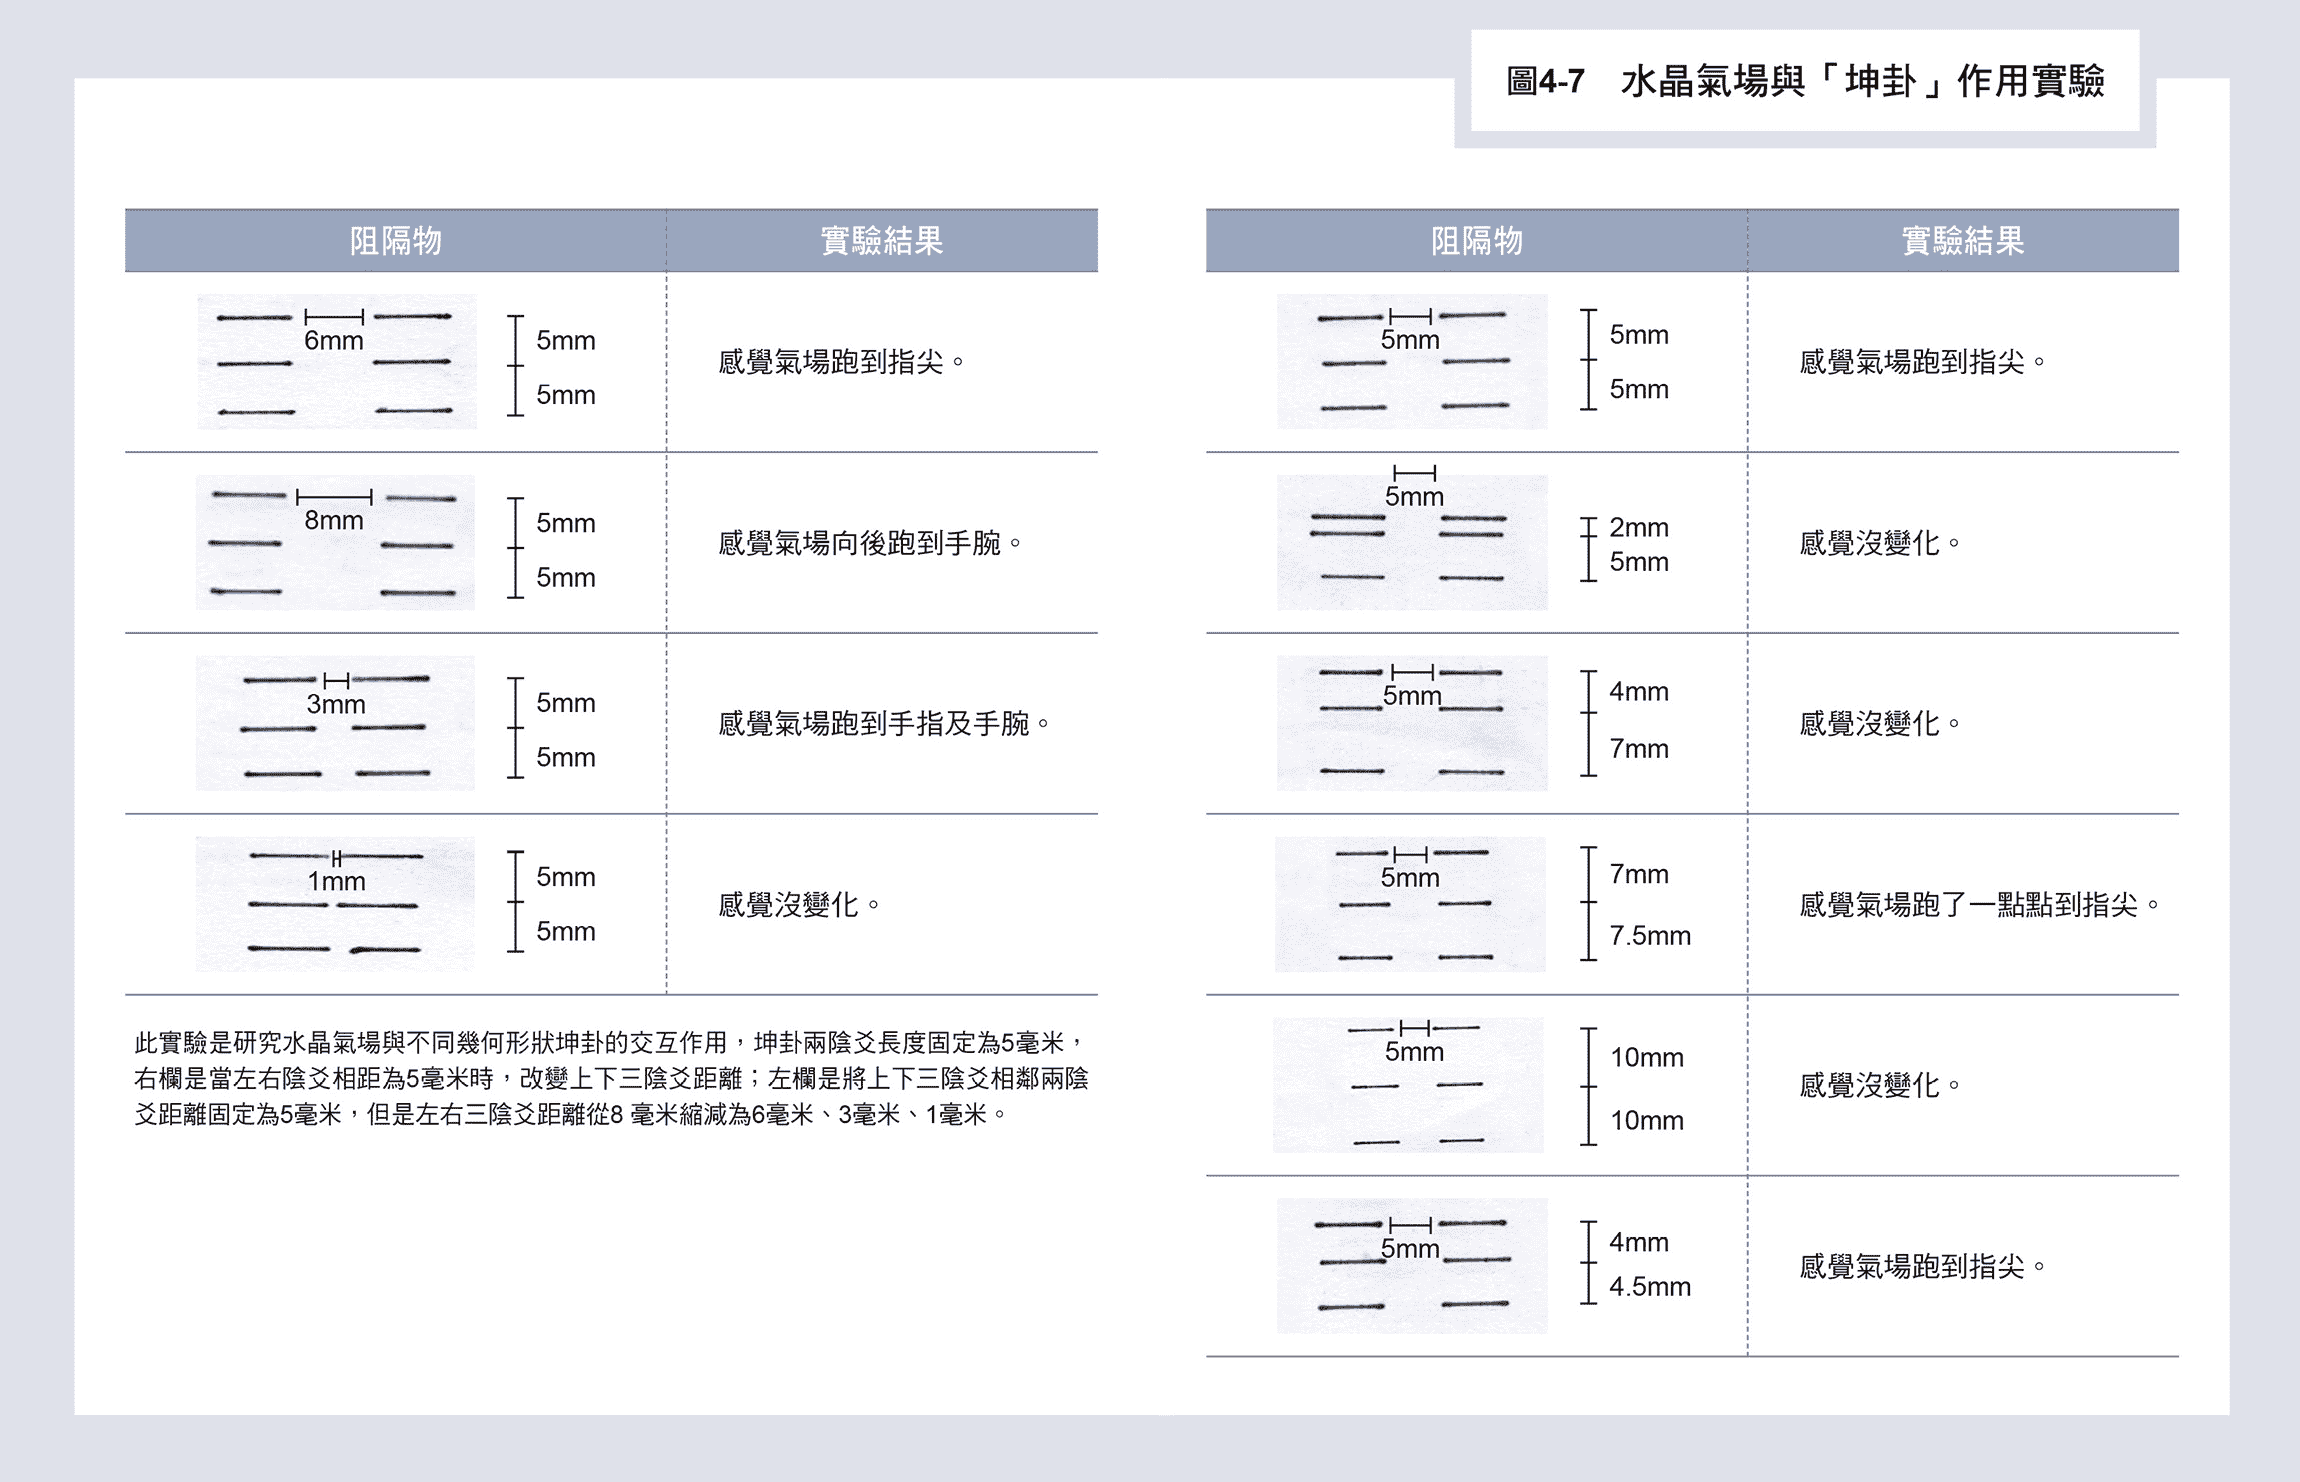 圖4-7 水晶氣場與「坤卦」作用實驗
阻隔物 實驗結果
6mm
5mm
5mm
感覺氣場跑到指尖。
8mm
5mm
5mm
感覺氣場向後跑到手腕。
3mm
5mm
5mm
感覺氣場跑到手指及手腕。
1mm
5mm
5mm
感覺沒變化。
此實驗是研究水晶氣場與不同幾何形狀坤卦的交互作用，坤卦兩陰爻長度固定為5毫米，
右欄是當左右陰爻相距為5毫米時，改變上下三陰爻距離；左欄是將上下三陰爻相鄰兩陰
爻距離固定為5毫米，但是左右三陰爻距離從8 毫米縮減為6毫米、3毫米、1毫米。
阻隔物 實驗結果
5mm
5mm
5mm
感覺氣場跑到指尖。
5mm
2mm
5mm
感覺沒變化。
5mm
4mm
7mm
感覺沒變化。
5mm
7mm
7.5mm
感覺氣場跑了一點點到指尖。
5mm
10mm
10mm
感覺沒變化。
5mm
4mm
4.5mm
感覺氣場跑到指尖。